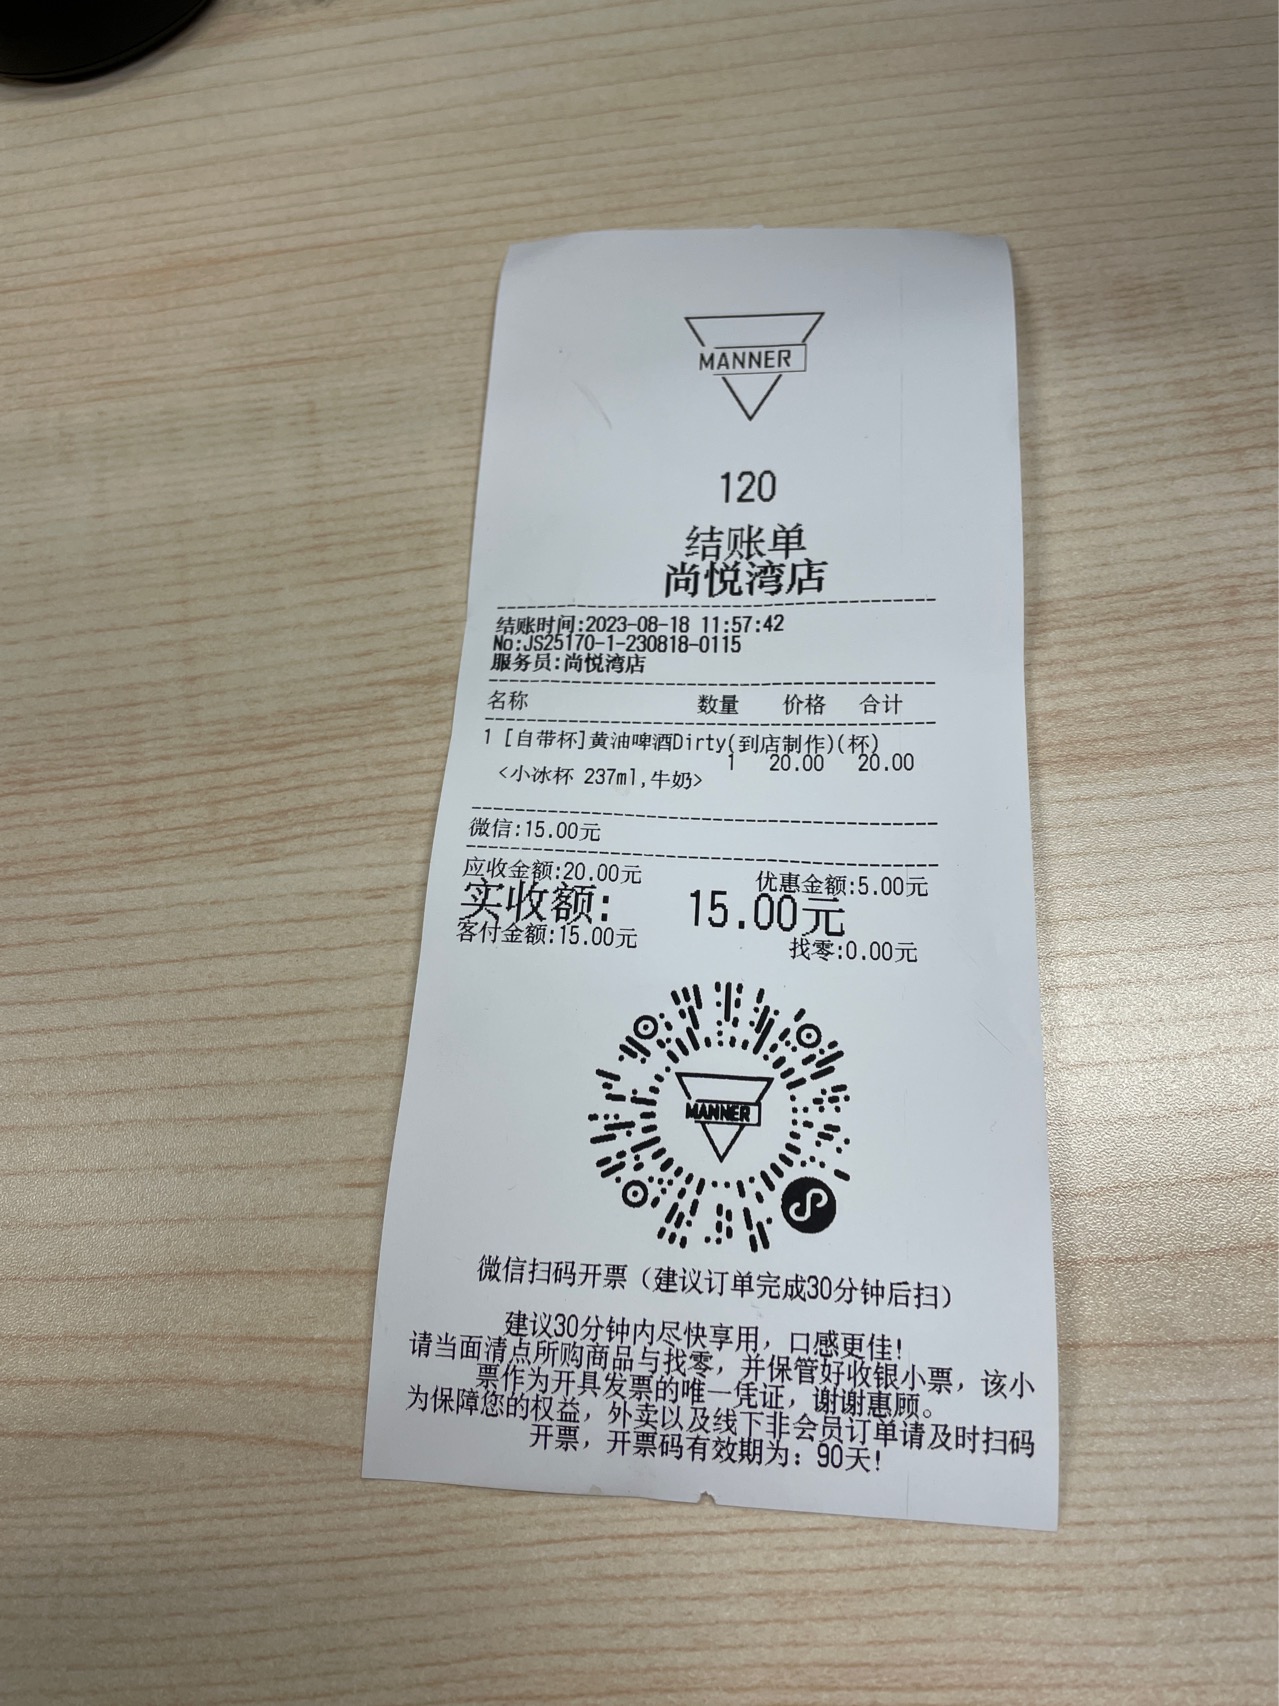 MANNER
120
结账单
尚悦湾店
结账时间:2023-08-18 11:57:42
No:JS25170-1-230818-0115
服务员:尚悦湾店
名称 数量 价格 合计
1 [自带杯]黄油啤酒Dirty(到店制作)(杯)
1 20.00 20.00
<小冰杯 237ml,牛奶>
微信:15.00元
应收金额:20.00元 优惠金额:5.00元
实收额: 15.00元
客付金额:15.00元 找零:0.00元
MANNER
微信扫码开票（建议订单完成30分钟后扫）
建议30分钟内尽快享用，口感更佳!
请当面清点所购商品与找零，并保管好收银小票，该小
票作为开具发票的唯一凭证，谢谢惠顾。
为保障您的权益，外卖以及线下非会员订单请及时扫码
开票，开票码有效期为: 90天!